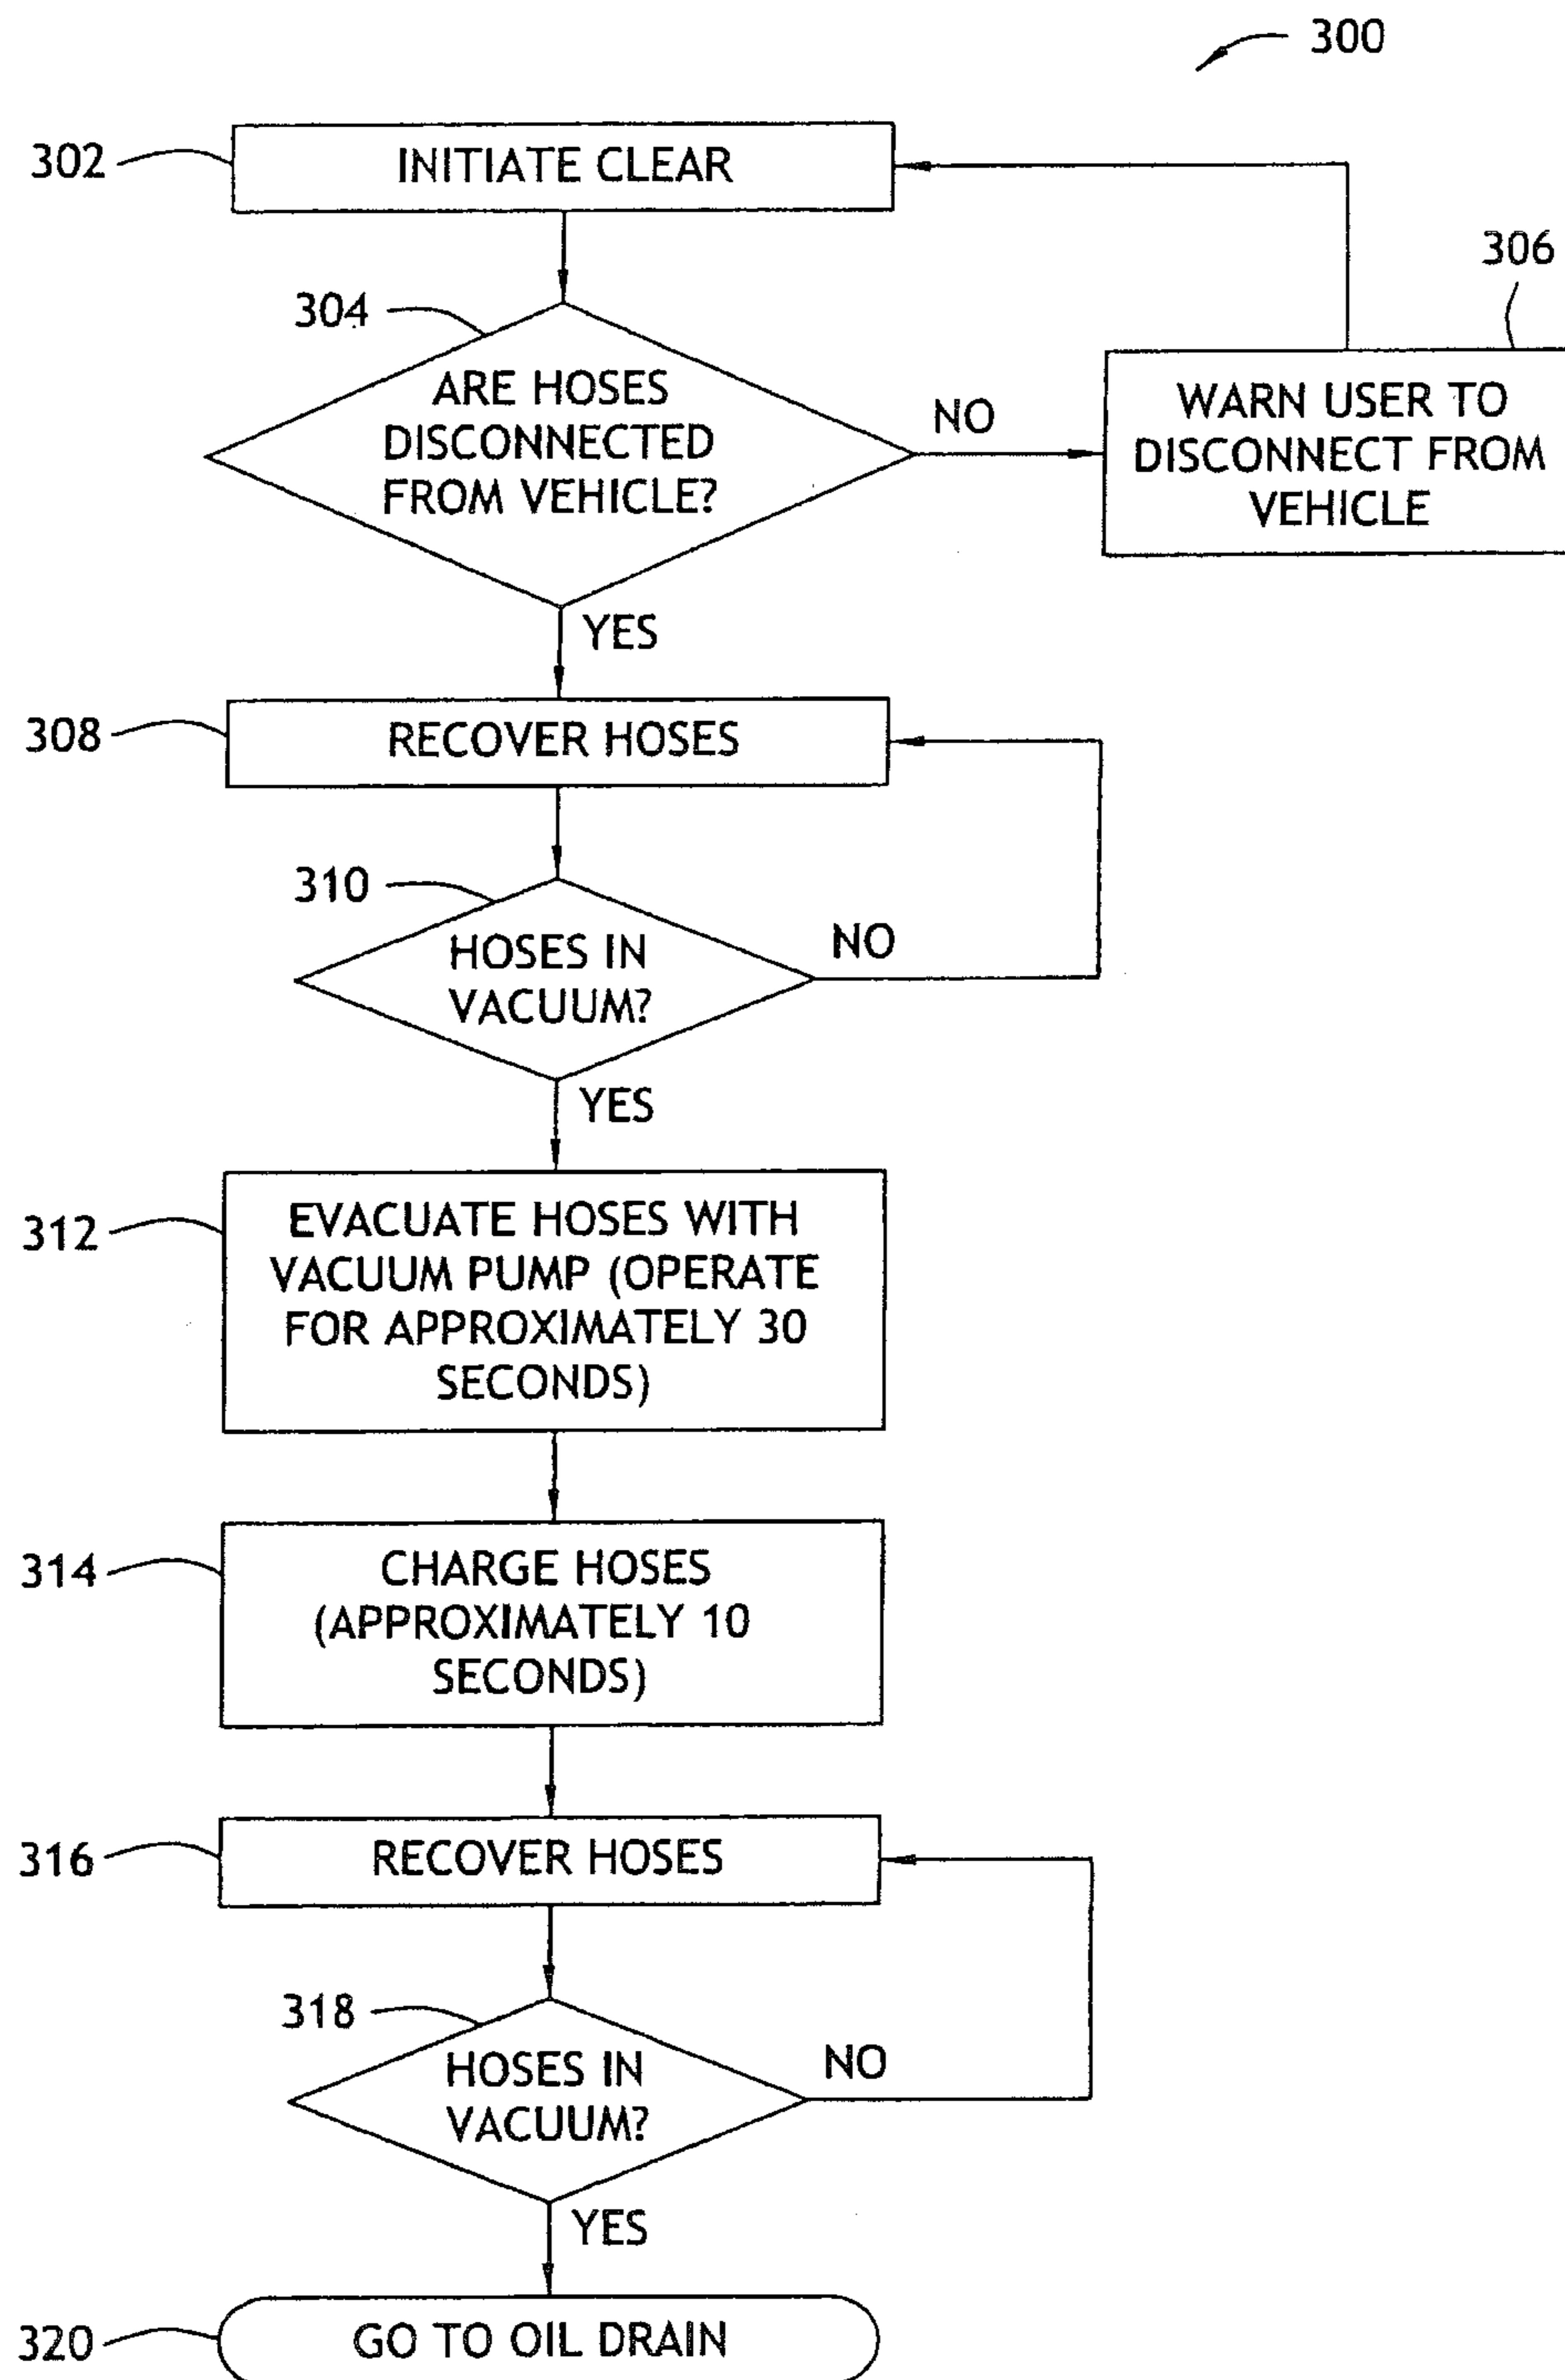 300
302
INITIATE CLEAR
304
ARE HOSES
DISCONNECTED
FROM VEHICLE?
NO
306
WARN USER TO
DISCONNECT FROM
VEHICLE
YES
308
RECOVER HOSES
310
HOSES IN
VACUUM?
NO
YES
312
EVACUATE HOSES WITH
VACUUM PUMP (OPERATE
FOR APPROXIMATELY 30
SECONDS)
314
CHARGE HOSES
(APPROXIMATELY 10
SECONDS)
316
RECOVER HOSES
318
HOSES IN
VACUUM?
NO
YES
320
GO TO OIL DRAIN